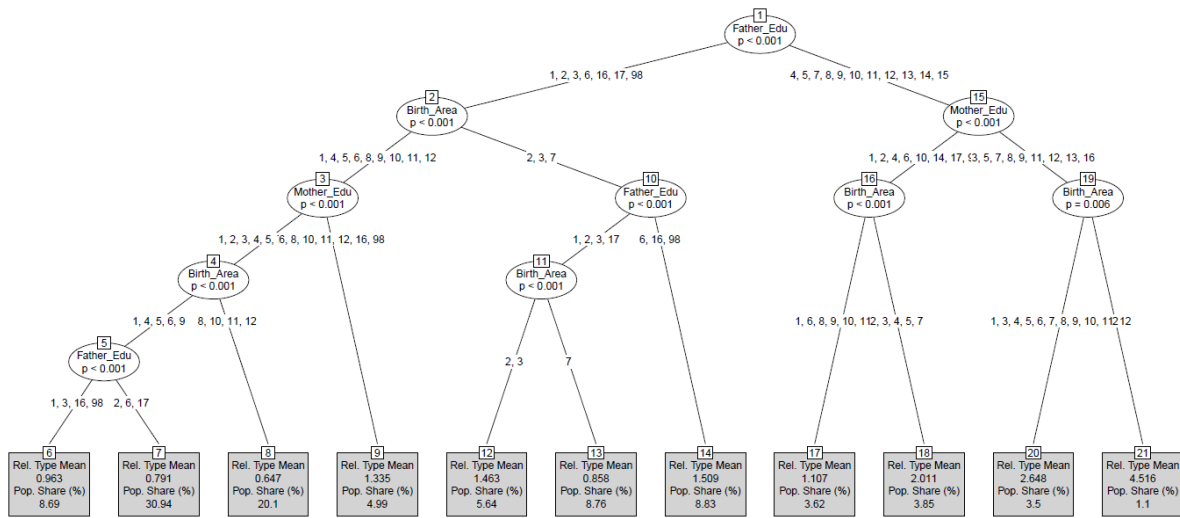 1
Father_Edu
p < 0.001
1, 2, 3, 6, 16, 17, 98
4, 5, 7, 8, 9, 10, 11, 12, 13, 14, 15
2
Birth_Area
p < 0.001
15
Mother_Edu
p < 0.001
1, 4, 5, 6, 8, 9, 10, 11, 12
2, 3, 7
1, 2, 4, 6, 10, 14, 17, 9
3, 5, 7, 8, 9, 11, 12, 13, 16
3
Mother_Edu
p < 0.001
10
Father_Edu
p < 0.001
16
Birth_Area
p < 0.001
19
Birth_Area
p = 0.006
1, 2, 3, 4, 5,
6, 8, 10, 11, 12, 16, 98
1, 2, 3, 17
6, 16, 98
4
Birth_Area
p < 0.001
11
Birth_Area
p < 0.001
1, 4, 5, 6, 9
8, 10, 11, 12
1, 6, 8, 9, 10, 11
2, 3, 4, 5, 7
1, 3, 4, 5, 6, 7, 8, 9, 10, 11
12
5
Father_Edu
p < 0.001
2, 3
7
1, 3, 16, 98
2, 6, 17
6
Rel. Type Mean
0.963
Pop. Share (%)
8.69
7
Rel. Type Mean
0.791
Pop. Share (%)
30.94
8
Rel. Type Mean
0.647
Pop. Share (%)
20.1
9
Rel. Type Mean
1.335
Pop. Share (%)
4.99
12
Rel. Type Mean
1.463
Pop. Share (%)
5.64
13
Rel. Type Mean
0.858
Pop. Share (%)
8.76
14
Rel. Type Mean
1.509
Pop. Share (%)
8.83
17
Rel. Type Mean
1.107
Pop. Share (%)
3.62
18
Rel. Type Mean
2.011
Pop. Share (%)
3.85
20
Rel. Type Mean
2.648
Pop. Share (%)
3.5
21
Rel. Type Mean
4.516
Pop. Share (%)
1.1